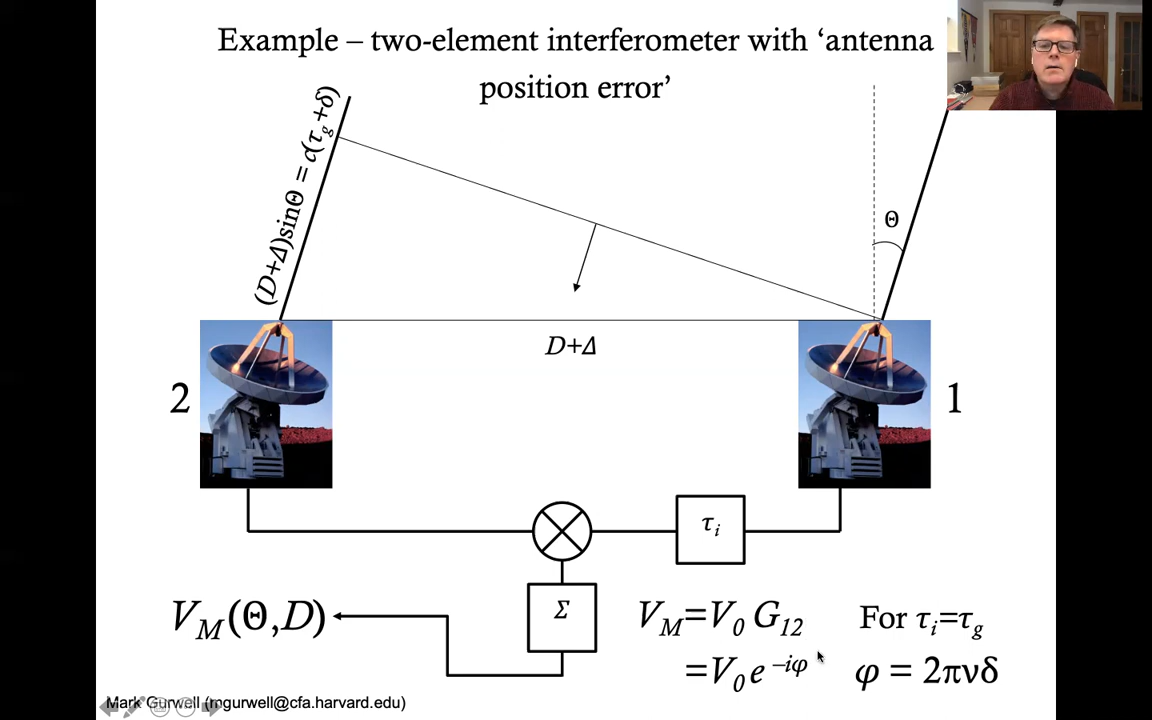 Example – two-element interferometer with ‘antenna
position error’
(D+Δ)sinΘ = c(τg+δ)
Θ
D+Δ
2
1
τi
Σ
VM(Θ,D)
VM=V0 G12
For τi=τg
=V0e −iφ
φ = 2πνδ
Mark Gurwell (mgurwell@cfa.harvard.edu)